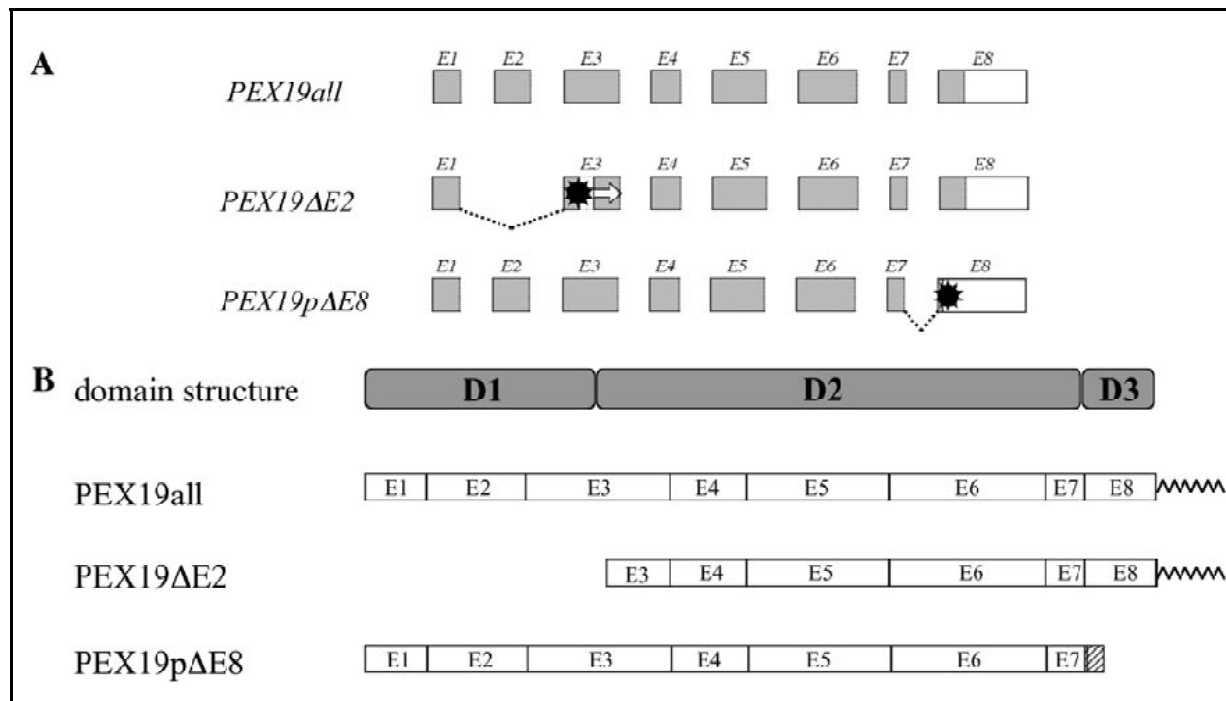 A
E1 E2 E3 E4 E5 E6 E7 E8
PEX19all
E1 E3 E4 E5 E6 E7 E8
PEX19ΔE2
E1 E2 E3 E4 E5 E6 E7 E8
PEX19pΔE8
B domain structure D1 D2 D3
PEX19all E1 E2 E3 E4 E5 E6 E7 E8
PEX19ΔE2 E3 E4 E5 E6 E7 E8
PEX19pΔE8 E1 E2 E3 E4 E5 E6 E7